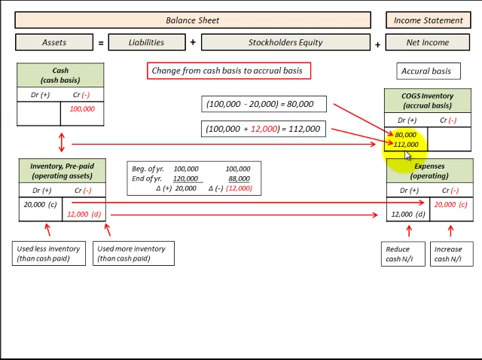 Balance Sheet
Income Statement
Assets = Liabilities + Stockholders Equity + Net Income
Cash
(cash basis)
Dr (+) Cr (-)
100,000
Change from cash basis to accrual basis
Accural basis
COGS Inventory
(accrual basis)
Dr (+) Cr (-)
80,000
112,000
(100,000 - 20,000) = 80,000
(100,000 + 12,000) = 112,000
Inventory, Pre-paid
(operating assets)
Dr (+) Cr (-)
20,000 (c)
12,000 (d)
Beg. of yr. 100,000 100,000
End of yr. 120,000 88,000
Δ (+) 20,000 Δ (-) (12,000)
Expenses
(operating)
Dr (+) Cr (-)
20,000 (c)
12,000 (d)
Used less inventory
(than cash paid)
Used more inventory
(than cash paid)
Reduce
cash N/I
Increase
cash N/I